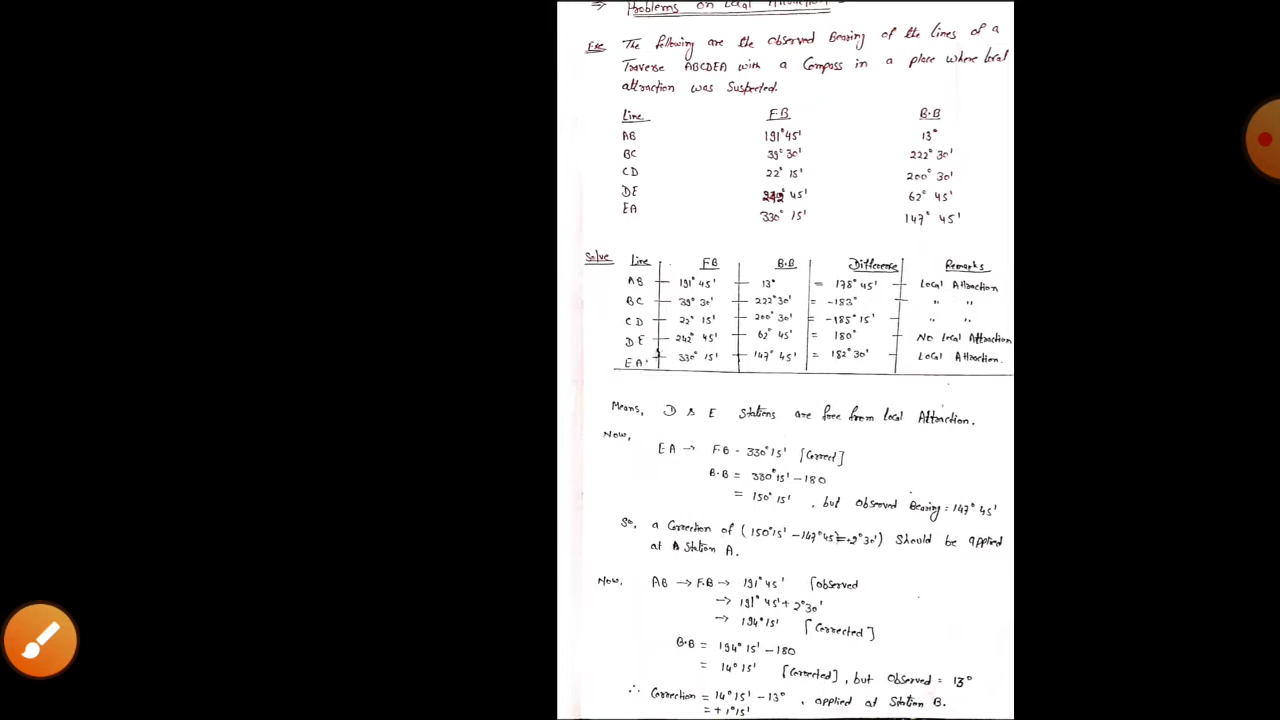 ⇒ Problems on Local Attraction :-
Exe The following are the observed Bearing of the lines of a
Traverse ABCDEA with a Compass in a place where local
attraction was suspected.
Line F.B B.B
AB 191° 45' 13°
BC 39° 30' 222° 30'
CD 22° 15' 200° 30'
DE 242° 45' 62° 45'
EA 330° 15' 147° 45'
Solve Line FB B.B Difference Remarks
AB 191° 45' 13° = 178° 45' Local Attraction
BC 39° 30' 222° 30' = -183° " "
CD 22° 15' 200° 30' = -185° 15' " "
DE 242° 45' 62° 45' = 180° No Local Attraction
EA 330° 15' 147° 45' = 182° 30' Local Attraction.
Means, D & E stations are free from local Attraction.
Now,
EA → F.B - 330° 15' [Correct]
B.B = 330° 15' - 180
= 150° 15' , but observed Bearing = 147° 45'
So, a Correction of (150° 15' - 147° 45' = +2° 30') should be applied
at Station A.
Now, AB → F.B → 191° 45' [Observed
→ 191° 45' + 2° 30'
→ 194° 15' [Corrected]
B.B = 194° 15' - 180
= 14° 15' [Corrected], but observed = 13°
∴ Correction = 14° 15' - 13° , applied at Station B.
= +1° 15'